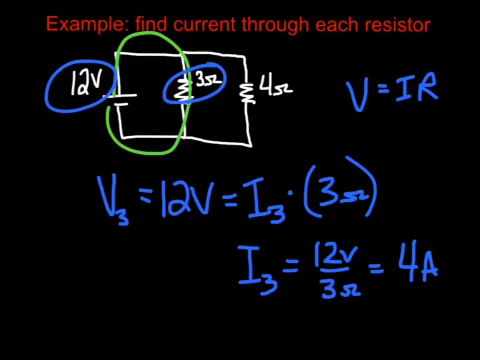 Example: find current through each resistor
12V 3Ω 4Ω V = IR
V₃ = 12V = I₃ · (3Ω)
I₃ = 12V/3Ω = 4A